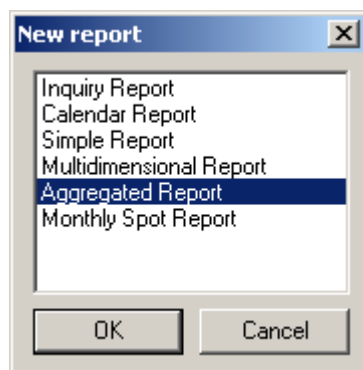 New report
Inquiry Report
Calendar Report
Simple Report
Multidimensional Report
Aggregated Report
Monthly Spot Report
OK
Cancel